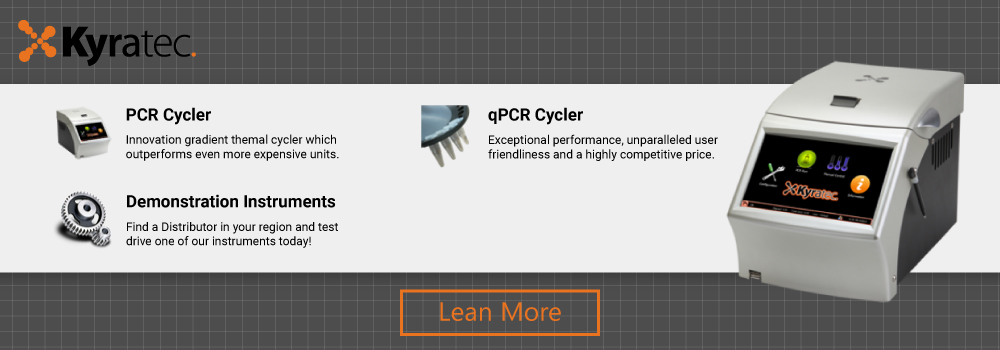 Kyratec.
PCR Cycler
Innovation gradient themal cycler which
outperforms even more expensive units.
qPCR Cycler
Exceptional performance, unparalleled user
friendliness and a highly competitive price.
Demonstration Instruments
Find a Distributor in your region and test
drive one of our instruments today!
Kyratec
Lean More